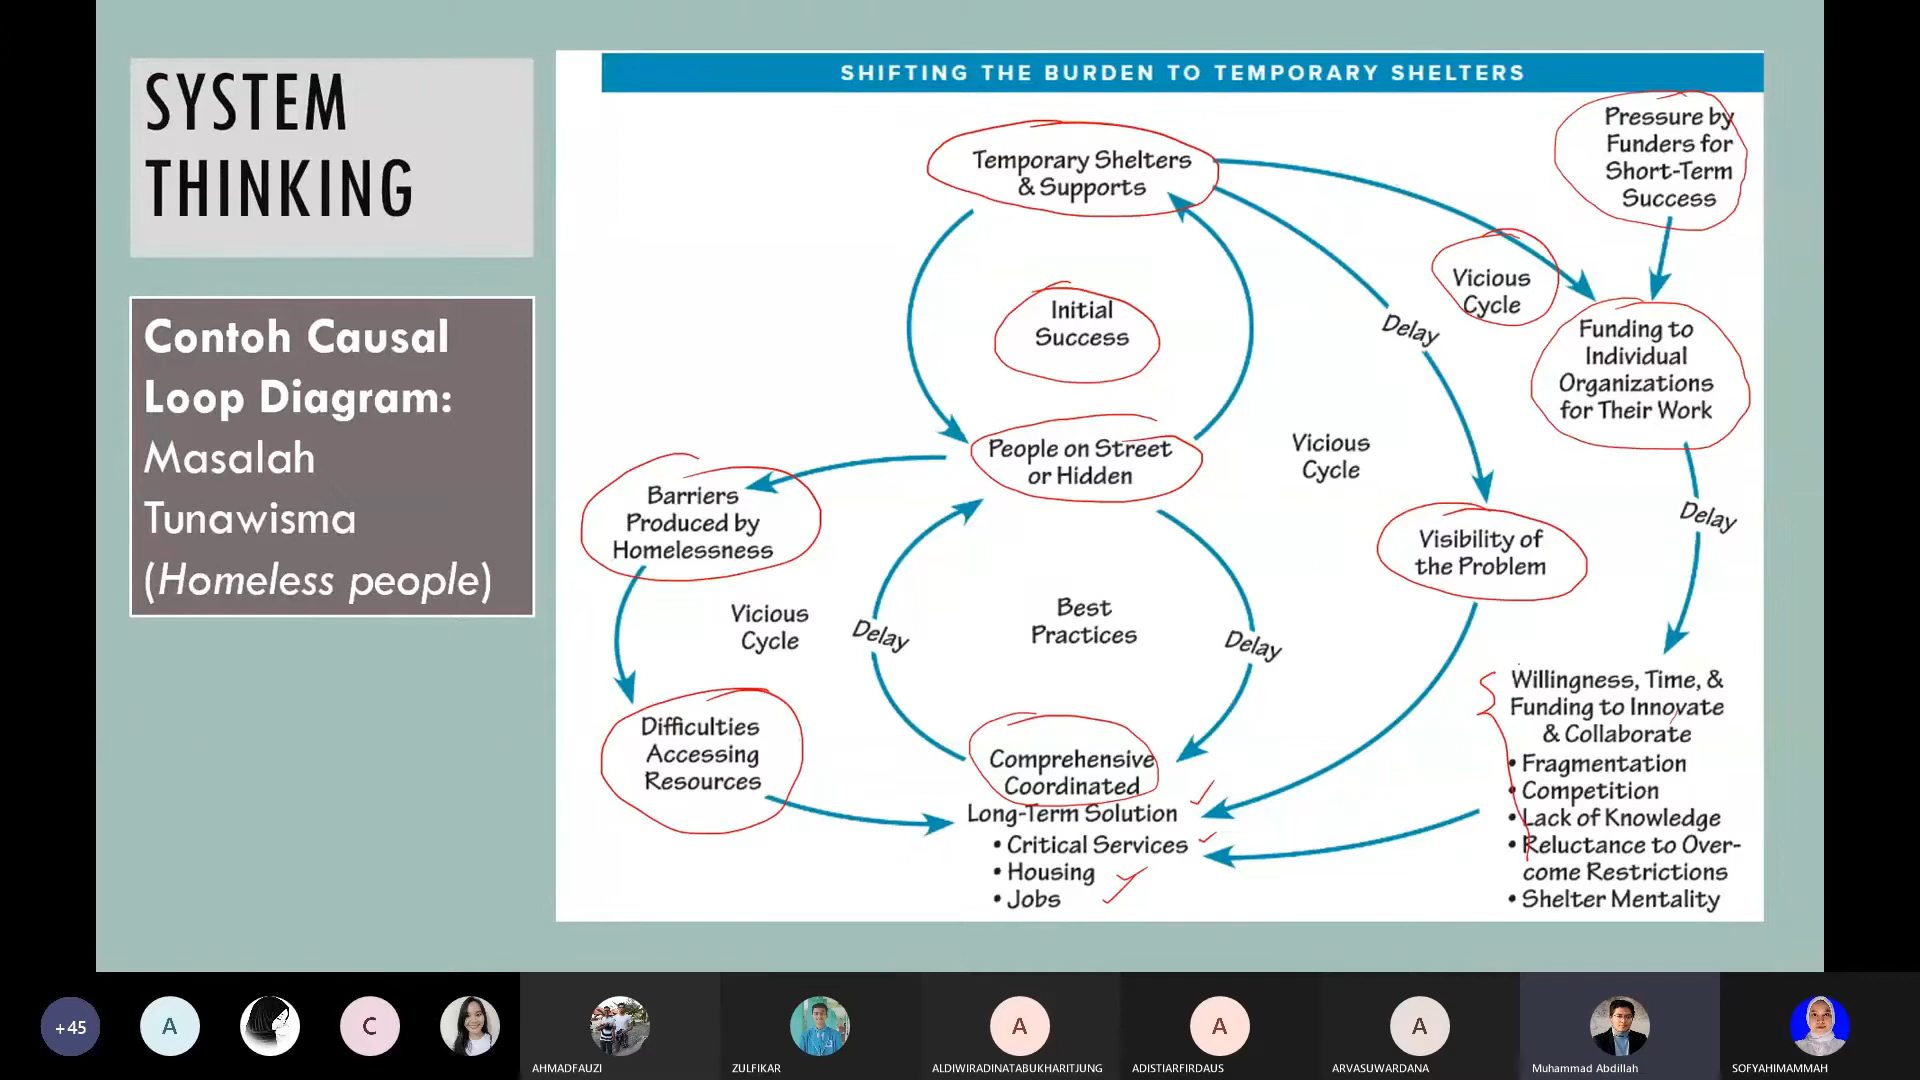 SYSTEM
THINKING
Contoh Causal
Loop Diagram:
Masalah
Tunawisma
(Homeless people)
SHIFTING THE BURDEN TO TEMPORARY SHELTERS
Temporary Shelters
& Supports
Pressure by
Funders for
Short-Term
Success
Initial
Success
Vicious
Cycle
Delay
Funding to
Individual
Organizations
for Their Work
People on Street
or Hidden
Vicious
Cycle
Barriers
Produced by
Homelessness
Visibility of
the Problem
Delay
Vicious
Cycle
Delay
Best
Practices
Delay
Difficulties
Accessing
Resources
Comprehensive
Coordinated
Long-Term Solution
• Critical Services
• Housing
• Jobs
Willingness, Time, &
Funding to Innovate
& Collaborate
• Fragmentation
• Competition
• Lack of Knowledge
• Reluctance to Over-
come Restrictions
• Shelter Mentality
+45
A
C
A
A
A
AHMADFAUZI
ZULFIKAR
ALDIWIRADINATABUKHARITJUNG
ADISTIARFIRDAUS
ARVASUWARDANA
Muhammad Abdillah
SOFYAHIMAMMAH